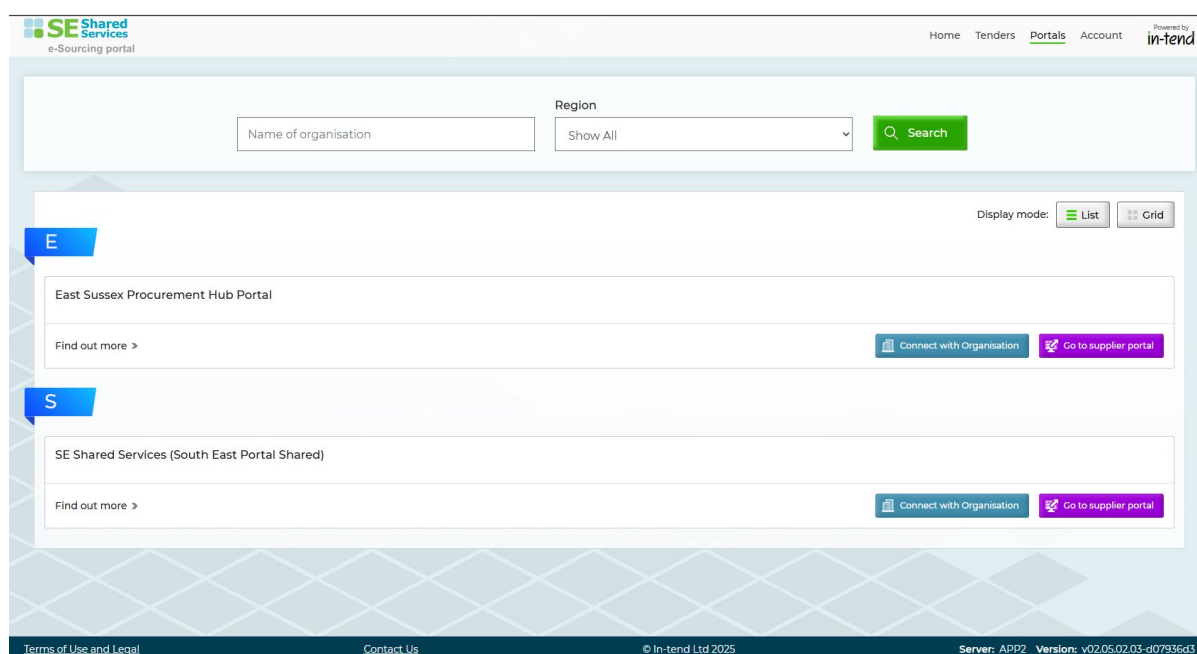 SE Shared Services
e-Sourcing portal
Home Tenders Portals Account
Powered by
in-tend
Region
Name of organisation
Show All
Search
Display mode: List Grid
E
East Sussex Procurement Hub Portal
Find out more »
Connect with Organisation Go to supplier portal
S
SE Shared Services (South East Portal Shared)
Find out more »
Connect with Organisation Go to supplier portal
Terms of Use and Legal Contact Us © In-tend Ltd 2025 Server: APP2 Version: v02.05.02.03-d07936d3